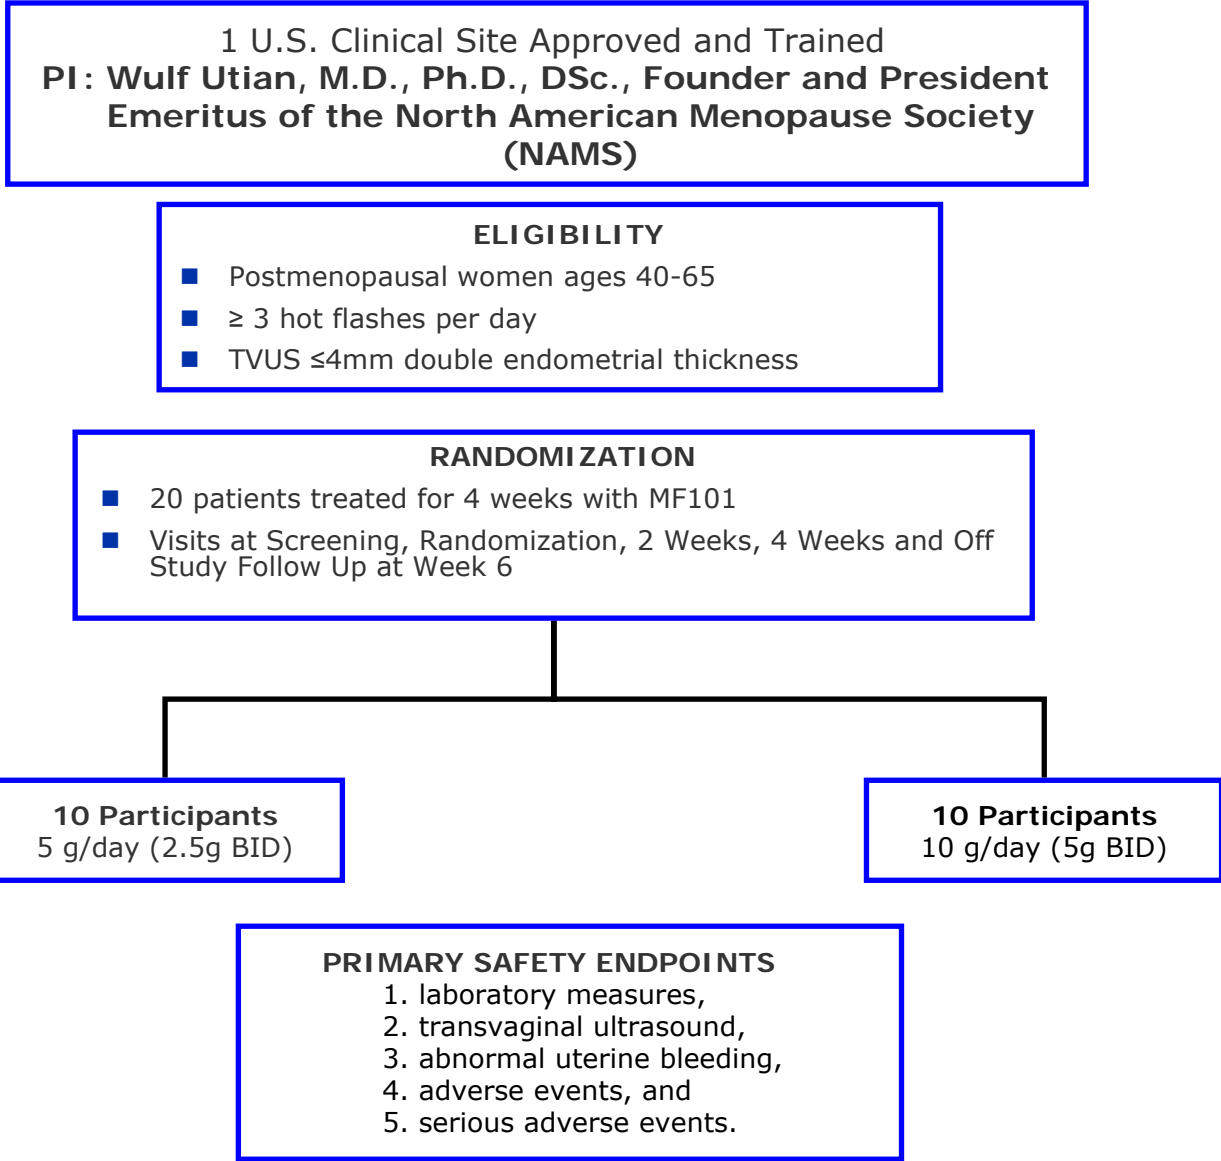 1 U.S. Clinical Site Approved and Trained
PI: Wulf Utian, M.D., Ph.D., DSc., Founder and President
Emeritus of the North American Menopause Society
(NAMS)
ELIGIBILITY
■ Postmenopausal women ages 40-65
■ ≥ 3 hot flashes per day
■ TVUS ≤4mm double endometrial thickness
RANDOMIZATION
■ 20 patients treated for 4 weeks with MF101
■ Visits at Screening, Randomization, 2 Weeks, 4 Weeks and Off
Study Follow Up at Week 6
10 Participants
5 g/day (2.5g BID)
10 Participants
10 g/day (5g BID)
PRIMARY SAFETY ENDPOINTS
1. laboratory measures,
2. transvaginal ultrasound,
3. abnormal uterine bleeding,
4. adverse events, and
5. serious adverse events.